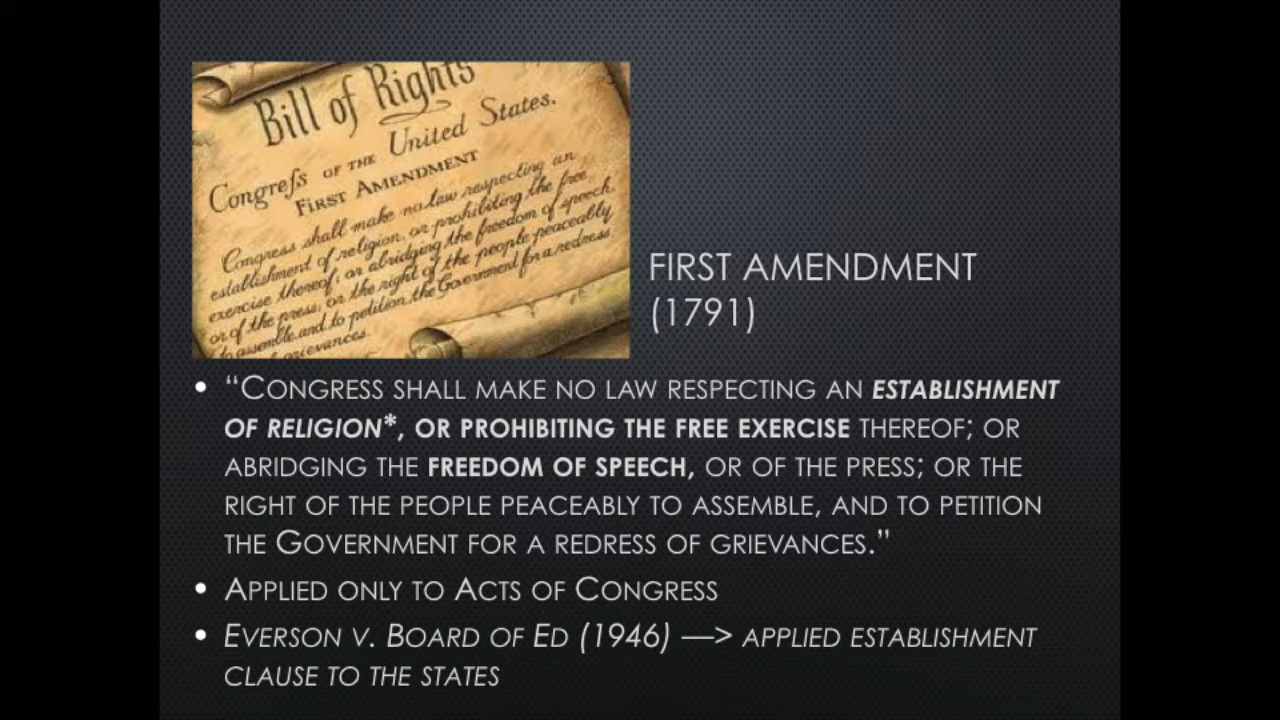 Bill of Rights
Congreſs OF THE United States.
FIRST AMENDMENT
Congress shall make no law respecting an
establishment of religion, or prohibiting the free
exercise thereof; or abridging the freedom of speech,
or of the press; or the right of the people peaceably
to assemble, and to petition the Government for a redress
of grievances.
FIRST AMENDMENT
(1791)
• “CONGRESS SHALL MAKE NO LAW RESPECTING AN ESTABLISHMENT
OF RELIGION*, OR PROHIBITING THE FREE EXERCISE THEREOF; OR
ABRIDGING THE FREEDOM OF SPEECH, OR OF THE PRESS; OR THE
RIGHT OF THE PEOPLE PEACEABLY TO ASSEMBLE, AND TO PETITION
THE GOVERNMENT FOR A REDRESS OF GRIEVANCES.”
• APPLIED ONLY TO ACTS OF CONGRESS
• EVERSON V. BOARD OF ED (1946) —> APPLIED ESTABLISHMENT
CLAUSE TO THE STATES